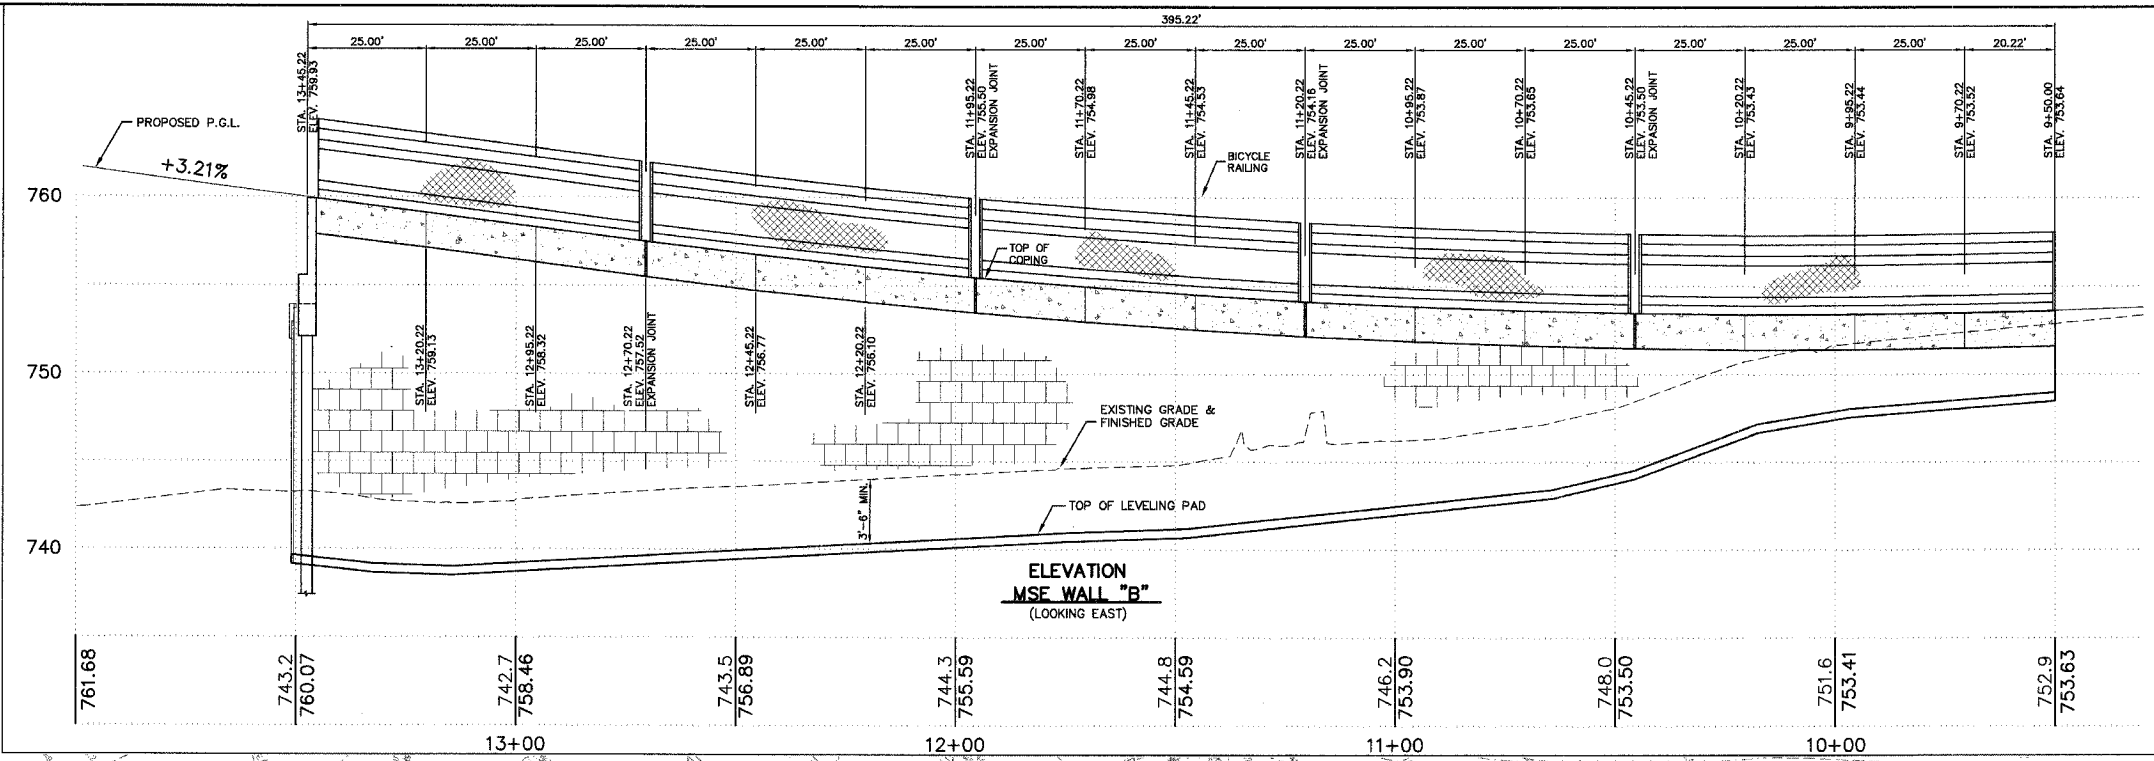 395.22'
25.00' 25.00' 25.00' 25.00' 25.00' 25.00' 25.00' 25.00' 25.00' 25.00' 25.00' 25.00' 25.00' 25.00' 25.00' 20.22'
STA. 13+45.22
ELEV. 759.93
STA. 11+95.22
ELEV. 755.50
EXPANSION JOINT
STA. 11+70.22
ELEV. 754.98
STA. 11+45.22
ELEV. 754.53
STA. 11+20.22
ELEV. 754.16
EXPANSION JOINT
STA. 10+95.22
ELEV. 753.87
STA. 10+70.22
ELEV. 753.65
STA. 10+45.22
ELEV. 753.50
EXPASION JOINT
STA. 10+20.22
ELEV. 753.43
STA. 9+95.22
ELEV. 753.44
STA. 9+70.22
ELEV. 753.52
STA. 9+50.00
ELEV. 753.64
PROPOSED P.G.L.
+3.21%
BICYCLE
RAILING
760
TOP OF
COPING
STA. 13+20.22
ELEV. 759.13
STA. 12+95.22
ELEV. 758.32
STA. 12+70.22
ELEV. 757.52
EXPANSION JOINT
STA. 12+45.22
ELEV. 756.77
STA. 12+20.22
ELEV. 756.10
750
EXISTING GRADE &
FINISHED GRADE
3'-6" MIN.
TOP OF LEVELING PAD
740
ELEVATION
MSE WALL "B"
(LOOKING EAST)
761.68
743.2
760.07
742.7
758.46
743.5
756.89
744.3
755.59
744.8
754.59
746.2
753.90
748.0
753.50
751.6
753.41
752.9
753.63
13+00 12+00 11+00 10+00